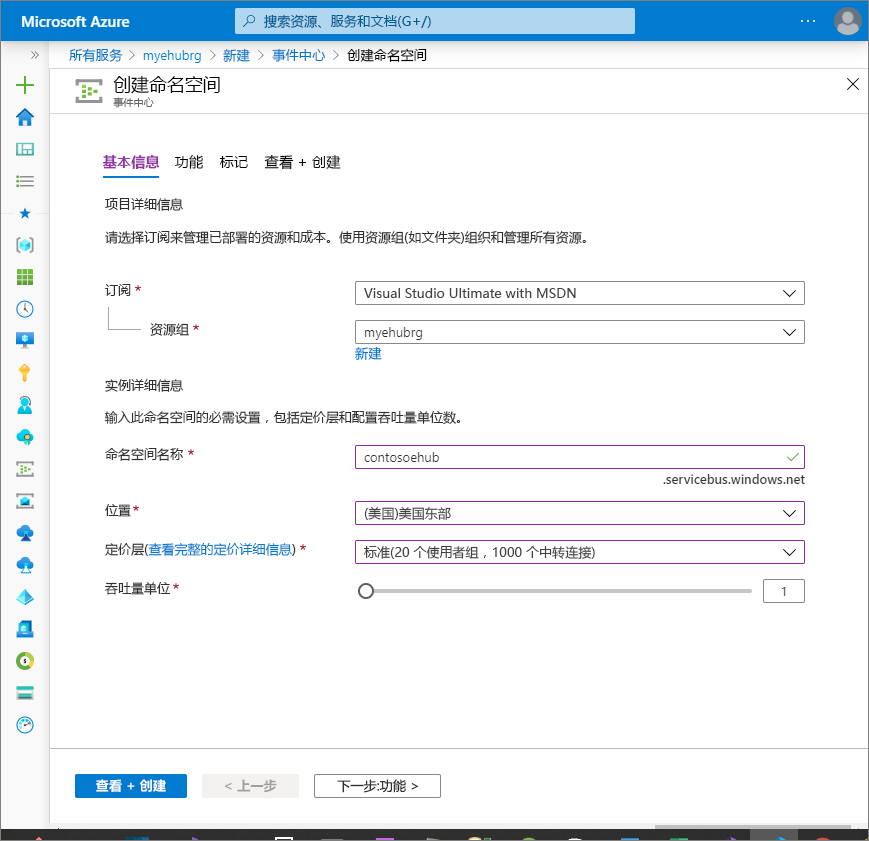 Microsoft Azure
搜索资源、服务和文档(G+/)
所有服务 > myehubrg > 新建 > 事件中心 > 创建命名空间
创建命名空间
事件中心
基本信息 功能 标记 查看 + 创建
项目详细信息
请选择订阅来管理已部署的资源和成本。使用资源组(如文件夹)组织和管理所有资源。
订阅 * Visual Studio Ultimate with MSDN
资源组 * myehubrg
新建
实例详细信息
输入此命名空间的必需设置，包括定价层和配置吞吐量单位数。
命名空间名称 * contosoehub
.servicebus.windows.net
位置* (美国)美国东部
定价层(查看完整的定价详细信息) * 标准(20 个使用者组，1000 个中转连接)
吞吐量单位* 1
查看 + 创建 < 上一步 下一步:功能 >